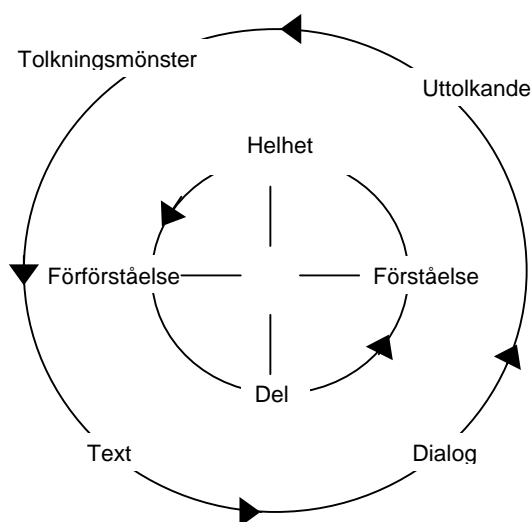 Tolkningsmönster
Uttolkande
Helhet
Förförståelse
Förståelse
Del
Text
Dialog